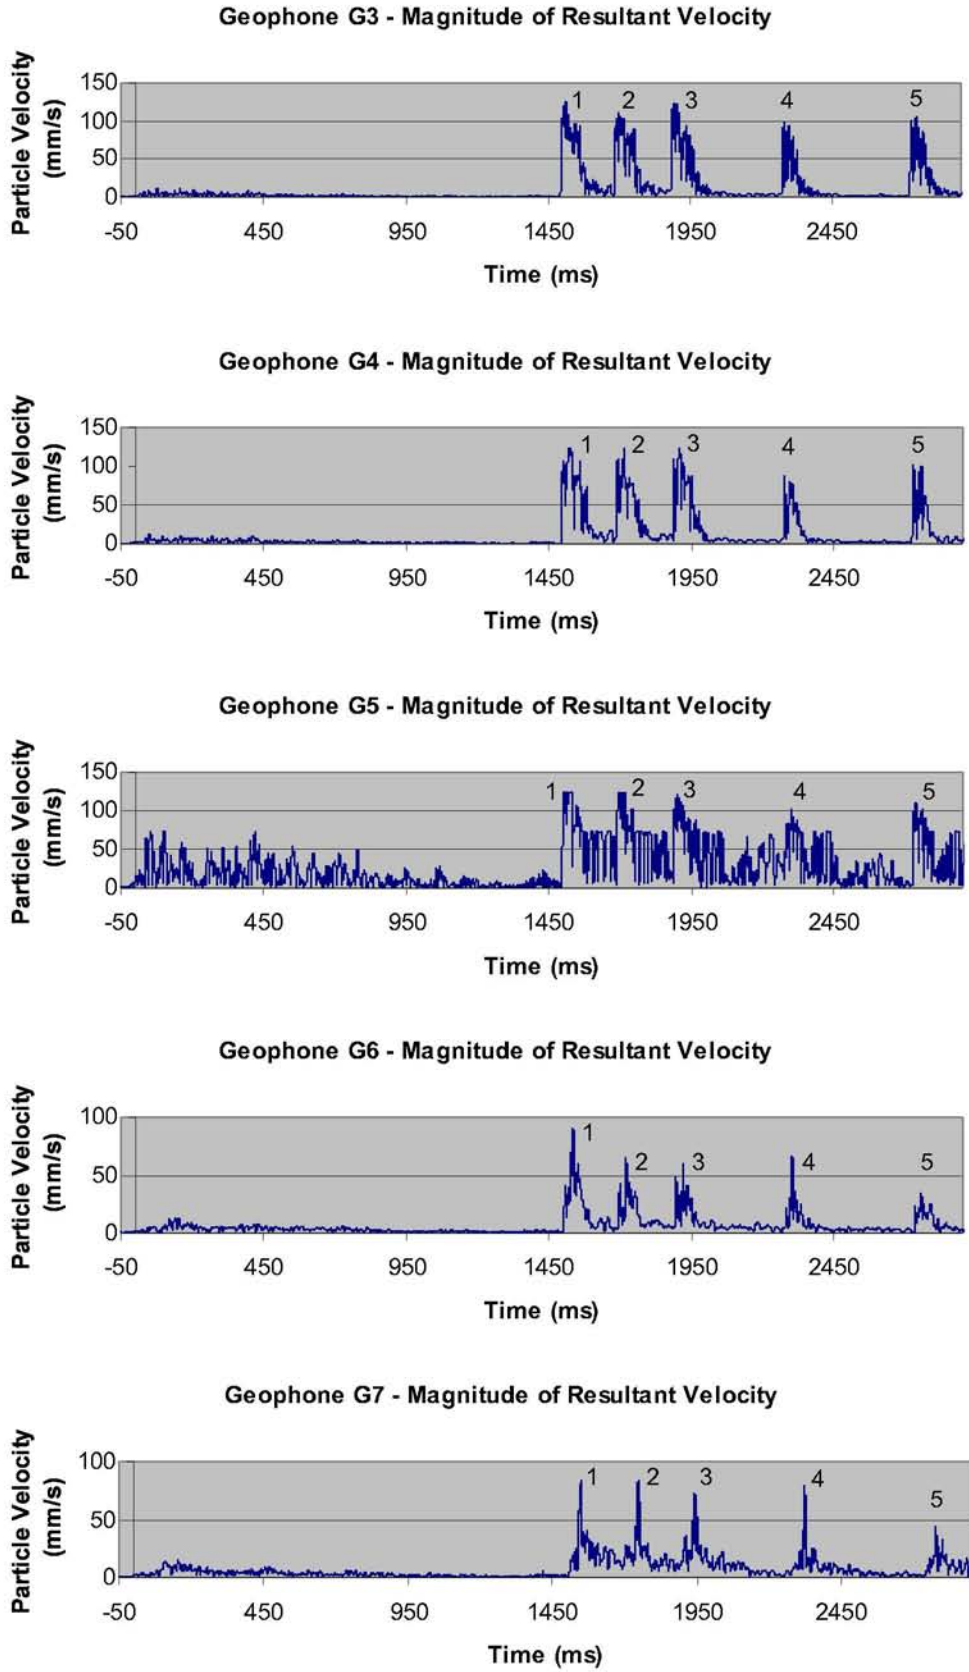 Geophone G3 - Magnitude of Resultant Velocity
Particle Velocity
(mm/s)
150
100
50
0
1 2 3 4 5
-50 450 950 1450 1950 2450
Time (ms)
Geophone G4 - Magnitude of Resultant Velocity
Particle Velocity
(mm/s)
150
100
50
0
1 2 3 4 5
-50 450 950 1450 1950 2450
Time (ms)
Geophone G5 - Magnitude of Resultant Velocity
Particle Velocity
(mm/s)
150
100
50
0
1 2 3 4 5
-50 450 950 1450 1950 2450
Time (ms)
Geophone G6 - Magnitude of Resultant Velocity
Particle Velocity
(mm/s)
100
50
0
1 2 3 4 5
-50 450 950 1450 1950 2450
Time (ms)
Geophone G7 - Magnitude of Resultant Velocity
Particle Velocity
(mm/s)
100
50
0
1 2 3 4 5
-50 450 950 1450 1950 2450
Time (ms)